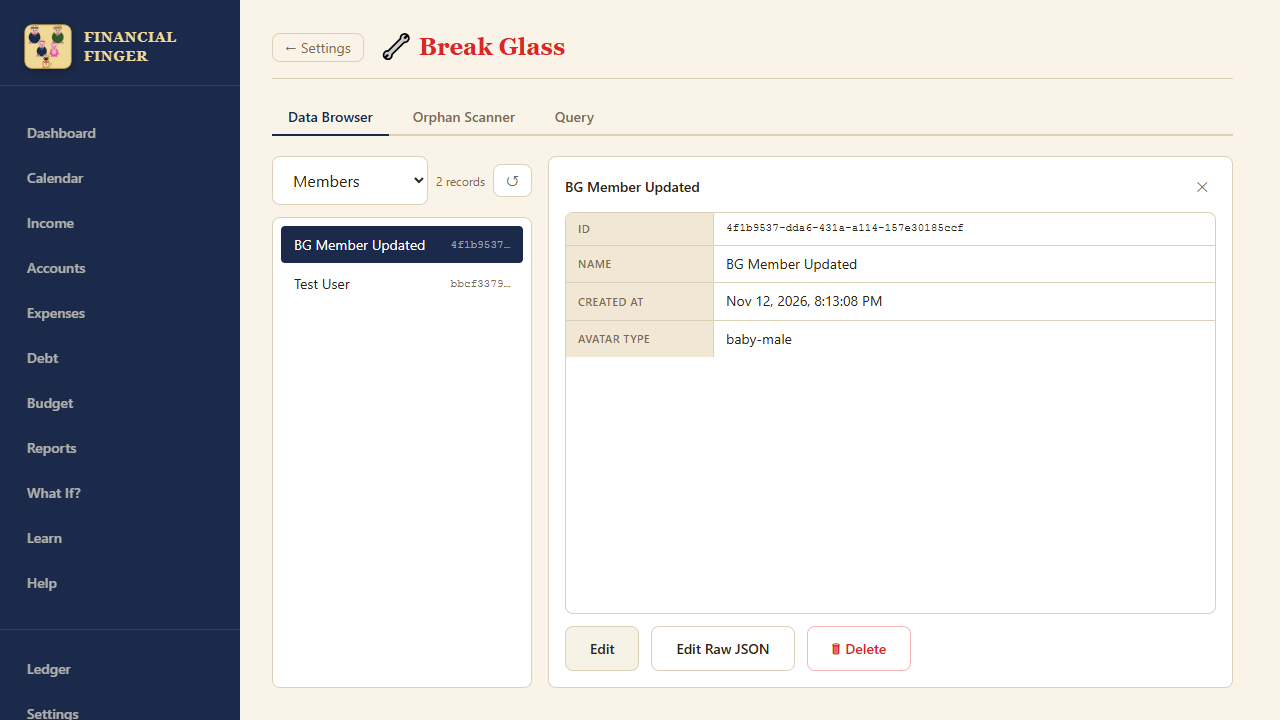 FINANCIAL
FINGER
Dashboard
Calendar
Income
Accounts
Expenses
Debt
Budget
Reports
What If?
Learn
Help
Ledger
Settings
← Settings
Break Glass
Data Browser
Orphan Scanner
Query
Members
2 records
↺
BG Member Updated 4f1b9537…
Test User bbcf3379…
BG Member Updated
ID 4f1b9537-dda6-431a-a114-157e30185ccf
NAME BG Member Updated
CREATED AT Nov 12, 2026, 8:13:08 PM
AVATAR TYPE baby-male
Edit
Edit Raw JSON
Delete